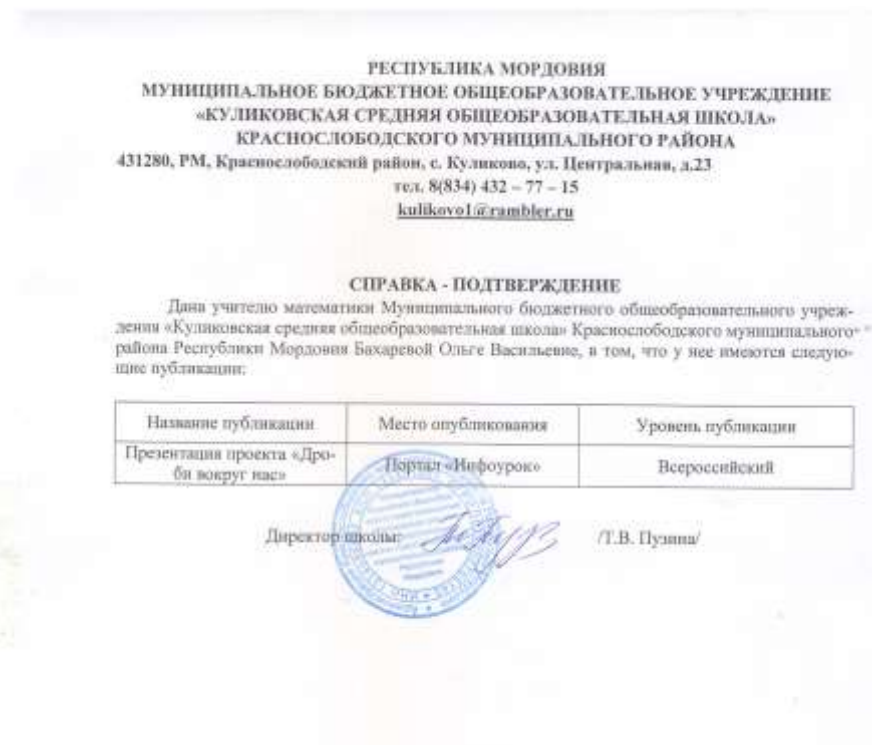 РЕСПУБЛИКА МОРДОВИЯ
МУНИЦИПАЛЬНОЕ БЮДЖЕТНОЕ ОБЩЕОБРАЗОВАТЕЛЬНОЕ УЧРЕЖДЕНИЕ
«КУЛИКОВСКАЯ СРЕДНЯЯ ОБЩЕОБРАЗОВАТЕЛЬНАЯ ШКОЛА»
КРАСНОСЛОБОДСКОГО МУНИЦИПАЛЬНОГО РАЙОНА
431280, РМ, Краснослободский район, с. Куликово, ул. Центральная, д.23
тел. 8(834) 432 – 77 – 15
kulikovo1@rambler.ru
СПРАВКА - ПОДТВЕРЖДЕНИЕ
Дана учителю математики Муниципального бюджетного общеобразовательного учреж-
дения «Куликовская средняя общеобразовательная школа» Краснослободского муниципального
района Республики Мордовия Бахаревой Ольге Васильевне, в том, что у нее имеются следую-
щие публикации:
Название публикации Место опубликования Уровень публикации
Презентация проекта «Дро-
би вокруг нас» Портал «Инфоурок» Всероссийский
Директор школы: /Т.В. Пузина/